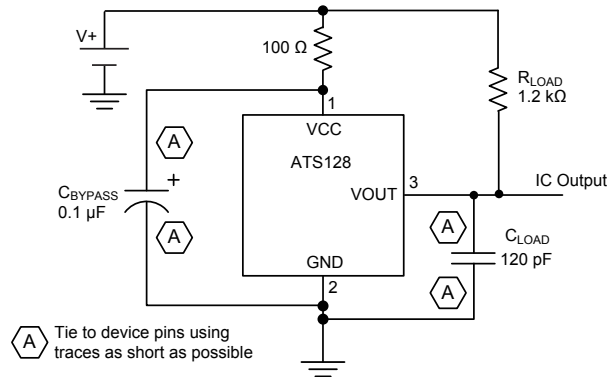 V+
100 Ω
RLOAD
1.2 kΩ
1
A
VCC
ATS128
3
VOUT
IC Output
CBYPASS
0.1 µF
+
A
A
CLOAD
120 pF
GND
A
2
A Tie to device pins using
traces as short as possible